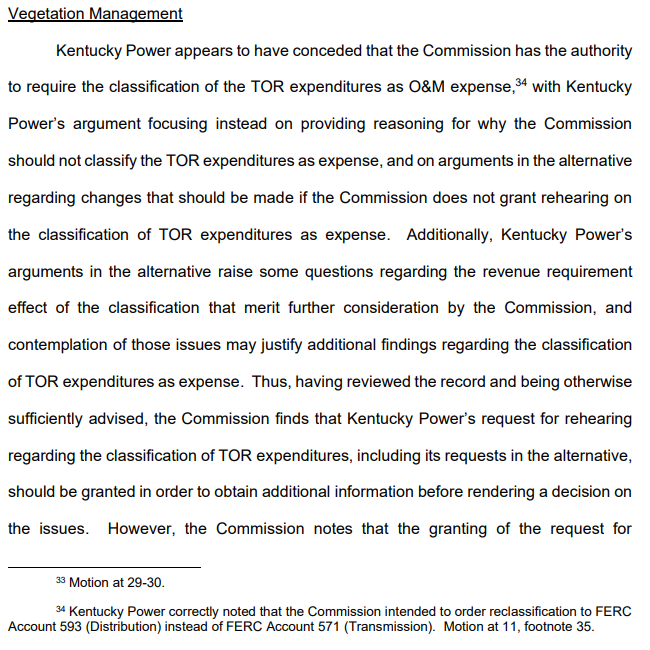 Vegetation Management
Kentucky Power appears to have conceded that the Commission has the authority
to require the classification of the TOR expenditures as O&M expense,³⁴ with Kentucky
Power’s argument focusing instead on providing reasoning for why the Commission
should not classify the TOR expenditures as expense, and on arguments in the alternative
regarding changes that should be made if the Commission does not grant rehearing on
the classification of TOR expenditures as expense.  Additionally, Kentucky Power’s
arguments in the alternative raise some questions regarding the revenue requirement
effect of the classification that merit further consideration by the Commission, and
contemplation of those issues may justify additional findings regarding the classification
of TOR expenditures as expense.  Thus, having reviewed the record and being otherwise
sufficiently advised, the Commission finds that Kentucky Power’s request for rehearing
regarding the classification of TOR expenditures, including its requests in the alternative,
should be granted in order to obtain additional information before rendering a decision on
the issues.  However, the Commission notes that the granting of the request for
³³ Motion at 29-30.
³⁴ Kentucky Power correctly noted that the Commission intended to order reclassification to FERC
Account 593 (Distribution) instead of FERC Account 571 (Transmission).  Motion at 11, footnote 35.